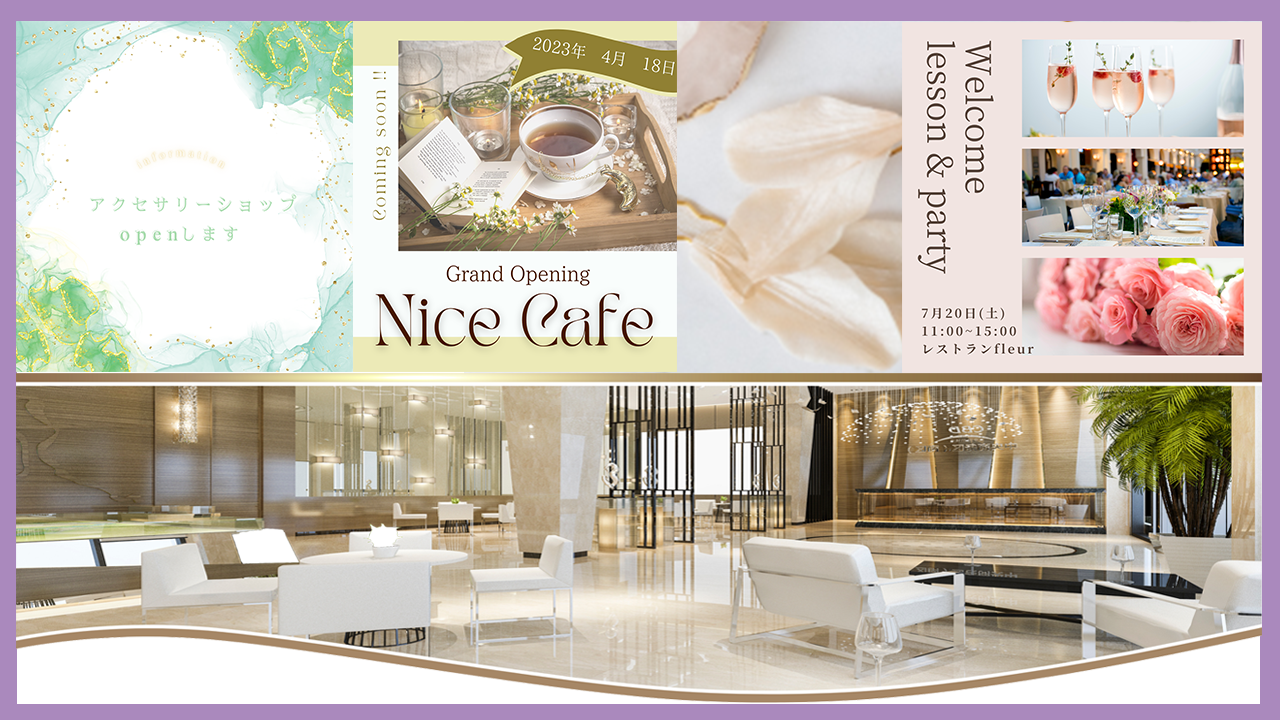 information
アクセサリーショップ
openします
2023年 4月 18日
Coming soon !!
Grand Opening
Nice Cafe
Welcome
lesson & party
7月20日(土)
11:00~15:00
レストランfleur